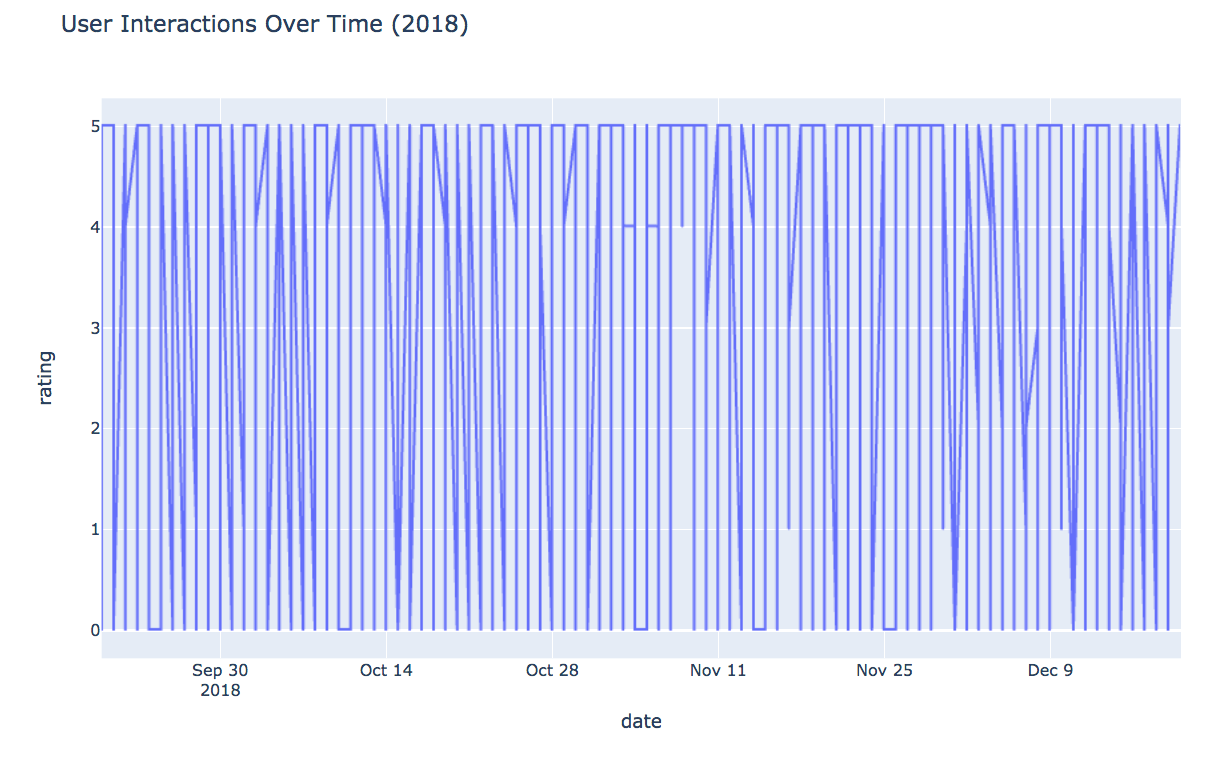 User Interactions Over Time (2018)
5
4
3
2
1
0
rating
Sep 30
2018
Oct 14
Oct 28
Nov 11
Nov 25
Dec 9
date